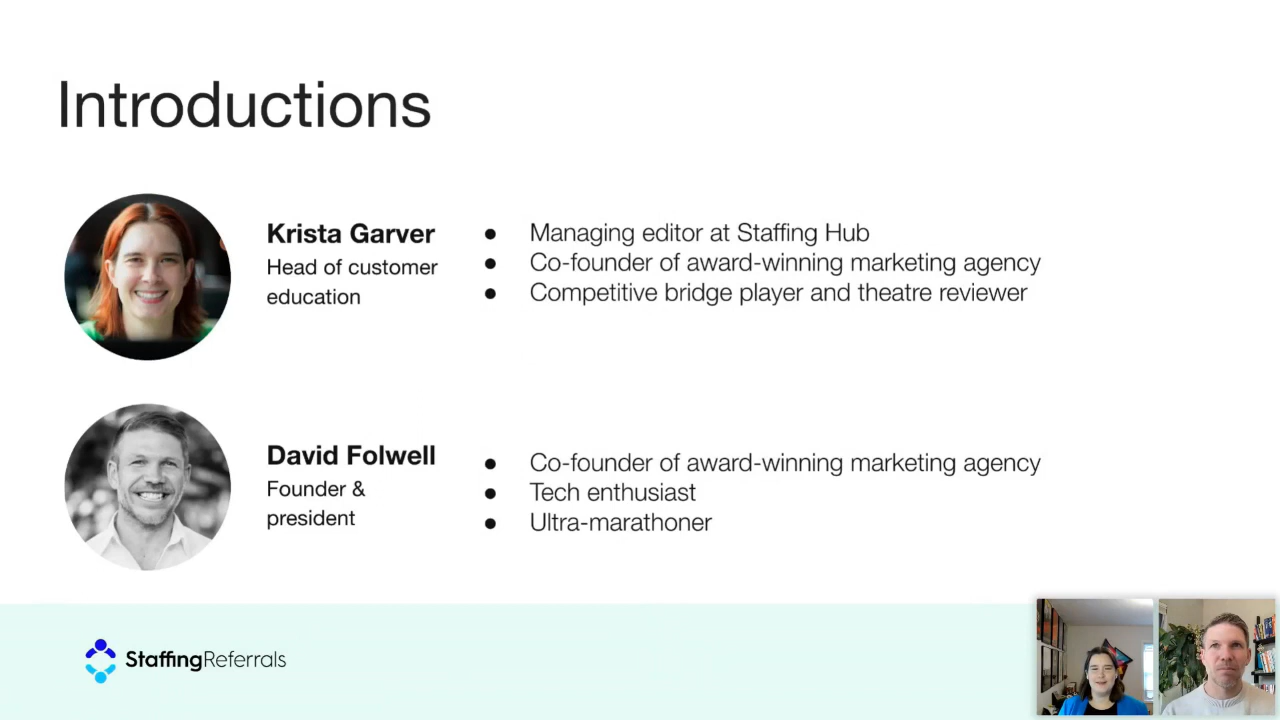 Introductions
Krista Garver
Head of customer
education
● Managing editor at Staffing Hub
● Co-founder of award-winning marketing agency
● Competitive bridge player and theatre reviewer
David Folwell
Founder &
president
● Co-founder of award-winning marketing agency
● Tech enthusiast
● Ultra-marathoner
StaffingReferrals